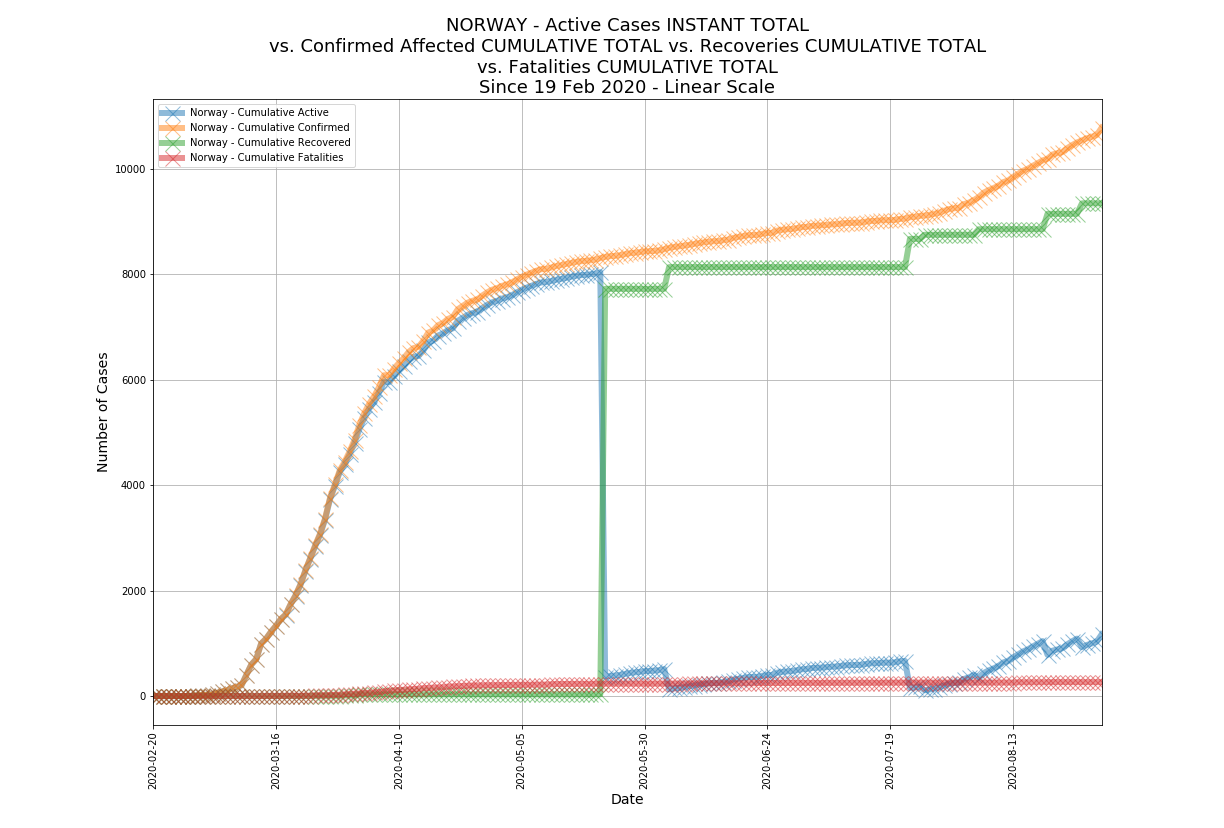 NORWAY - Active Cases INSTANT TOTAL
vs. Confirmed Affected CUMULATIVE TOTAL vs. Recoveries CUMULATIVE TOTAL
vs. Fatalities CUMULATIVE TOTAL
Since 19 Feb 2020 - Linear Scale
Norway - Cumulative Active
Norway - Cumulative Confirmed
Norway - Cumulative Recovered
Norway - Cumulative Fatalities
Number of Cases
10000
8000
6000
4000
2000
0
2020-02-20
2020-03-16
2020-04-10
2020-05-05
2020-05-30
2020-06-24
2020-07-19
2020-08-13
Date